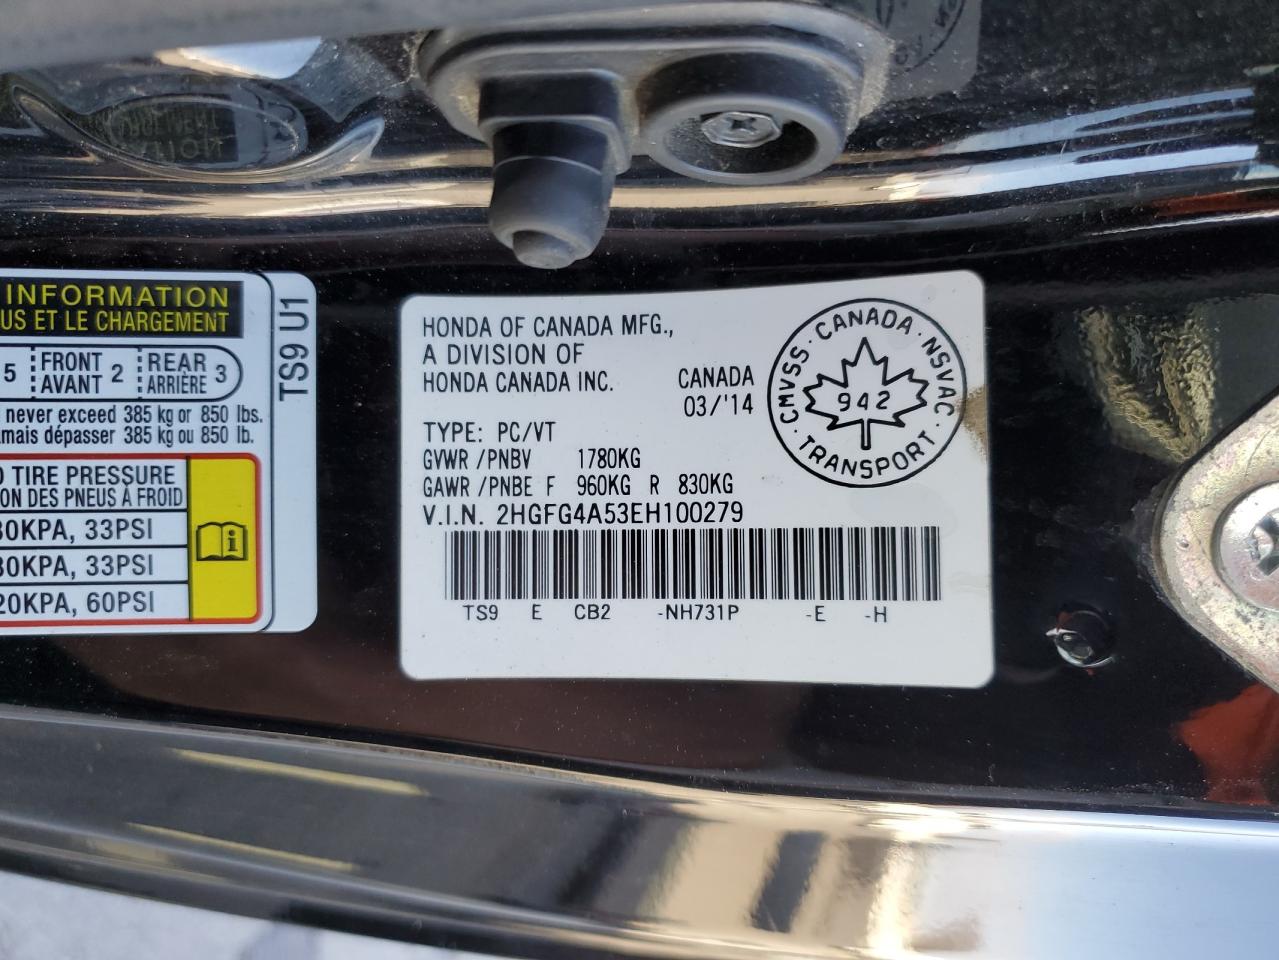 INFORMATION
US ET LE CHARGEMENT
5 FRONT AVANT 2 REAR ARRIÈRE 3
never exceed 385 kg or 850 lbs.
amais dépasser 385 kg ou 850 lb.
TIRE PRESSURE
ION DES PNEUS À FROID
30KPA, 33PSI
30KPA, 33PSI
20KPA, 60PSI
TS9 U1
HONDA OF CANADA MFG.,
A DIVISION OF
HONDA CANADA INC.
CANADA
03/'14
TYPE: PC/VT
GVWR/PNBV 1780KG
GAWR/PNBE F 960KG R 830KG
V.I.N. 2HGFG4A53EH100279
TS9 E CB2 -NH731P -E -H
CMVSS · CANADA · NSVAC · TRANSPORT ·
942